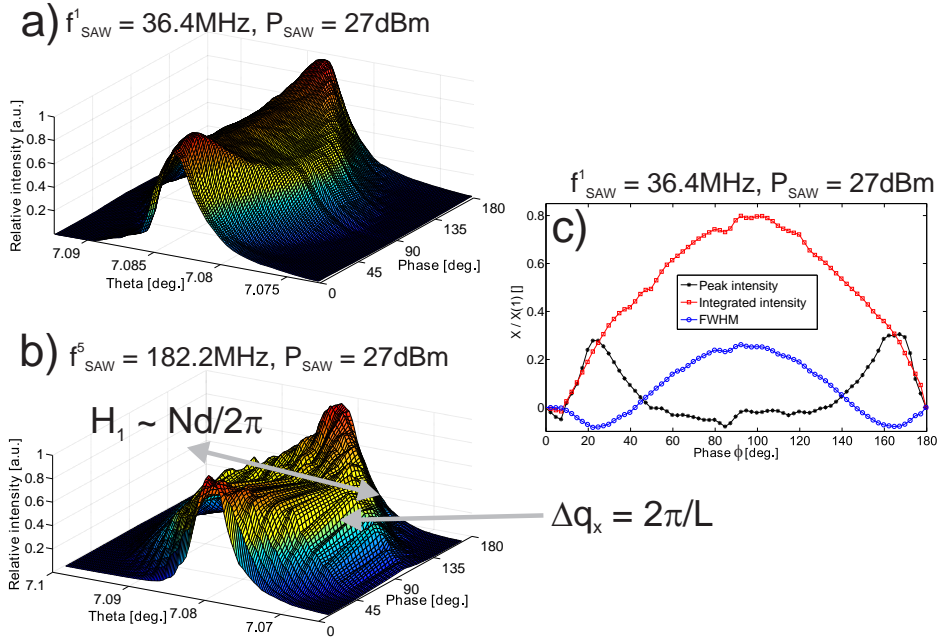 a) f¹SAW = 36.4MHz, PSAW = 27dBm
Relative intensity [a.u.]
1
0.8
0.6
0.4
0.2
7.09
7.085
7.08
7.075
Theta [deg.]
0
45
90
135
180
Phase [deg.]
b) f⁵SAW = 182.2MHz, PSAW = 27dBm
H₁ ~ Nd/2π
Δqₓ = 2π/L
Relative intensity [a.u.]
1
0.8
0.6
0.4
0.2
7.1
7.09
7.08
7.07
Theta [deg.]
0
45
90
135
180
Phase [deg.]
f¹SAW = 36.4MHz, PSAW = 27dBm
c)
X / X(1) []
0.8
0.6
0.4
0.2
0
Peak intensity
Integrated intensity
FWHM
0 20 40 60 80 100 120 140 160 180
Phase ϕ [deg.]